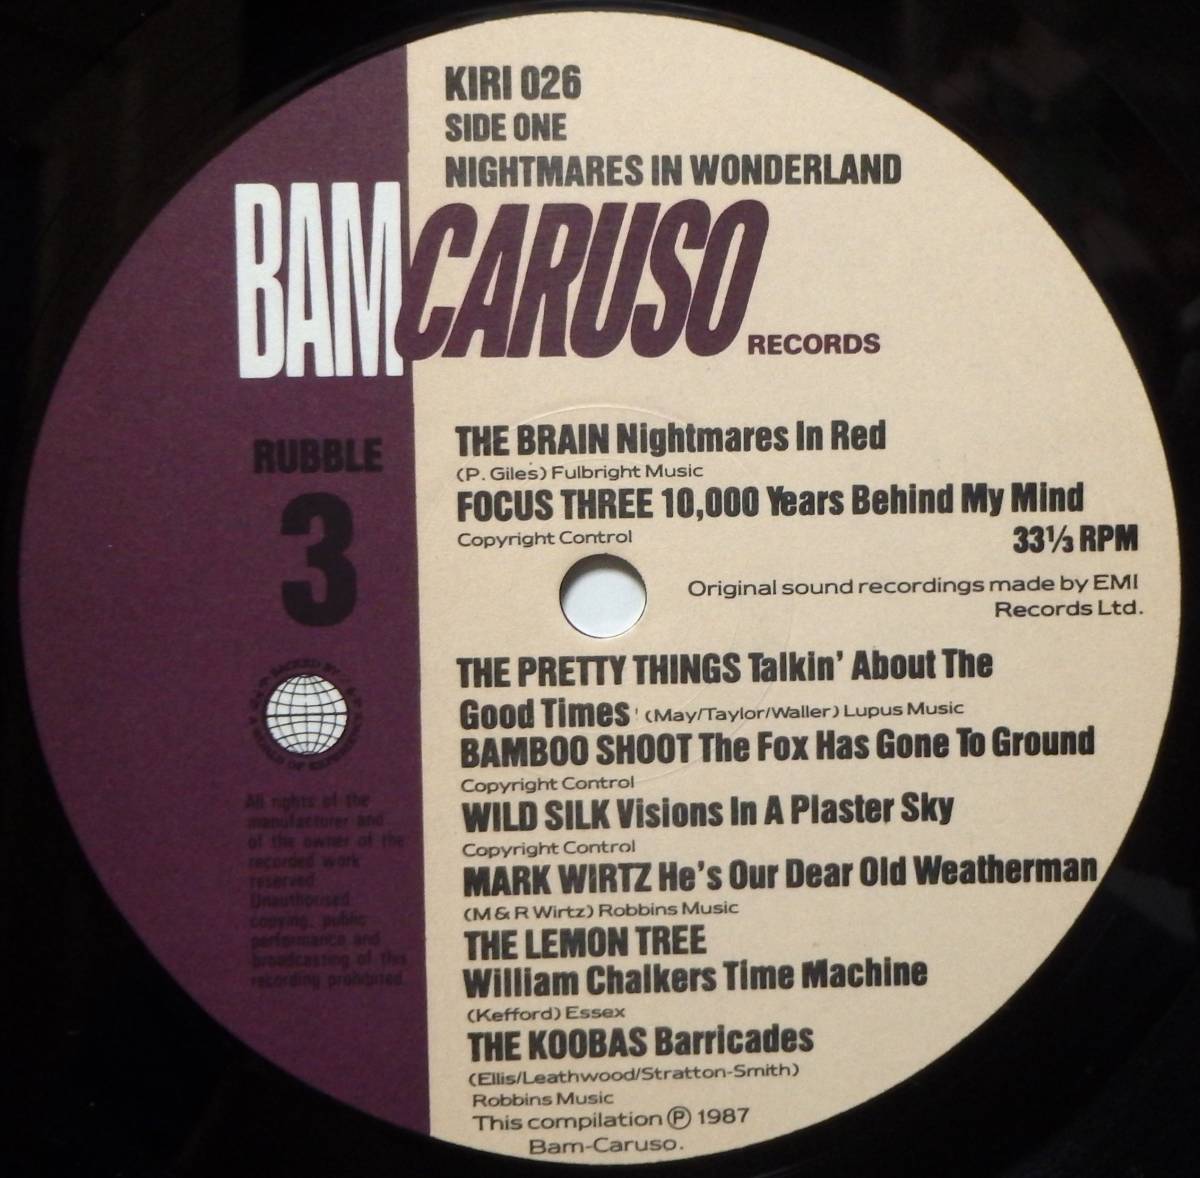 KIRI 026
SIDE ONE
NIGHTMARES IN WONDERLAND
BAM CARUSO
RECORDS
RUBBLE
3
THE BRAIN Nightmares In Red
(P. Giles) Fulbright Music
FOCUS THREE 10,000 Years Behind My Mind
Copyright Control
33⅓ RPM
Original sound recordings made by EMI
Records Ltd.
THE PRETTY THINGS Talkin' About The
Good Times (May/Taylor/Waller) Lupus Music
BAMBOO SHOOT The Fox Has Gone To Ground
Copyright Control
WILD SILK Visions In A Plaster Sky
Copyright Control
MARK WIRTZ He's Our Dear Old Weatherman
(M & R Wirtz) Robbins Music
THE LEMON TREE
William Chalkers Time Machine
(Kefford) Essex
THE KOOBAS Barricades
(Ellis/Leathwood/Stratton-Smith)
Robbins Music
This compilation ℗ 1987
Bam-Caruso.
All rights of the
manufacturer and
of the owner of the
recorded work
reserved
Unauthorised
copying, public
performance and
broadcasting of this
recording prohibited